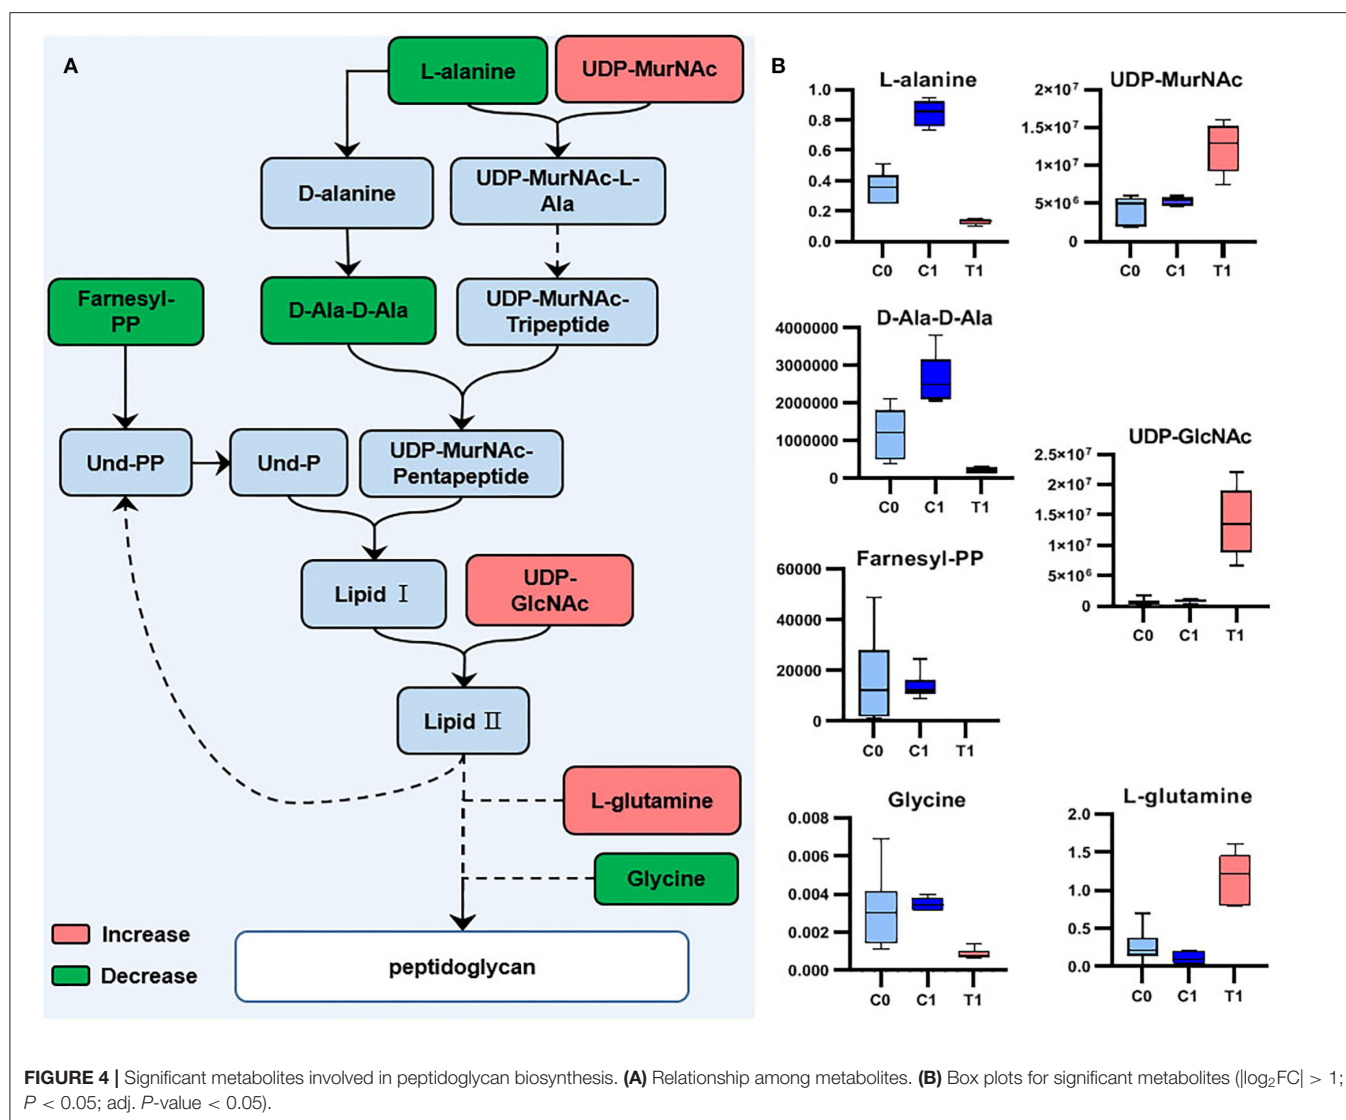 A
L-alanine
UDP-MurNAc
D-alanine
UDP-MurNAc-L-
Ala
Farnesyl-
PP
D-Ala-D-Ala
UDP-MurNAc-
Tripeptide
Und-PP
Und-P
UDP-MurNAc-
Pentapeptide
Lipid Ⅰ
UDP-
GlcNAc
Lipid Ⅱ
L-glutamine
Glycine
Increase
Decrease
peptidoglycan
B
L-alanine
1.0
0.8
0.6
0.4
0.2
0.0
C0 C1 T1
UDP-MurNAc
2×10⁷
1.5×10⁷
1×10⁷
5×10⁶
0
C0 C1 T1
D-Ala-D-Ala
4000000
3000000
2000000
1000000
0
C0 C1 T1
UDP-GlcNAc
2.5×10⁷
2×10⁷
1.5×10⁷
1×10⁷
5×10⁶
0
C0 C1 T1
Farnesyl-PP
60000
40000
20000
0
C0 C1 T1
Glycine
0.008
0.006
0.004
0.002
0.000
C0 C1 T1
L-glutamine
2.0
1.5
1.0
0.5
0.0
C0 C1 T1
FIGURE 4 | Significant metabolites involved in peptidoglycan biosynthesis. (A) Relationship among metabolites. (B) Box plots for significant metabolites (|log₂FC| > 1;
P < 0.05; adj. P-value < 0.05).